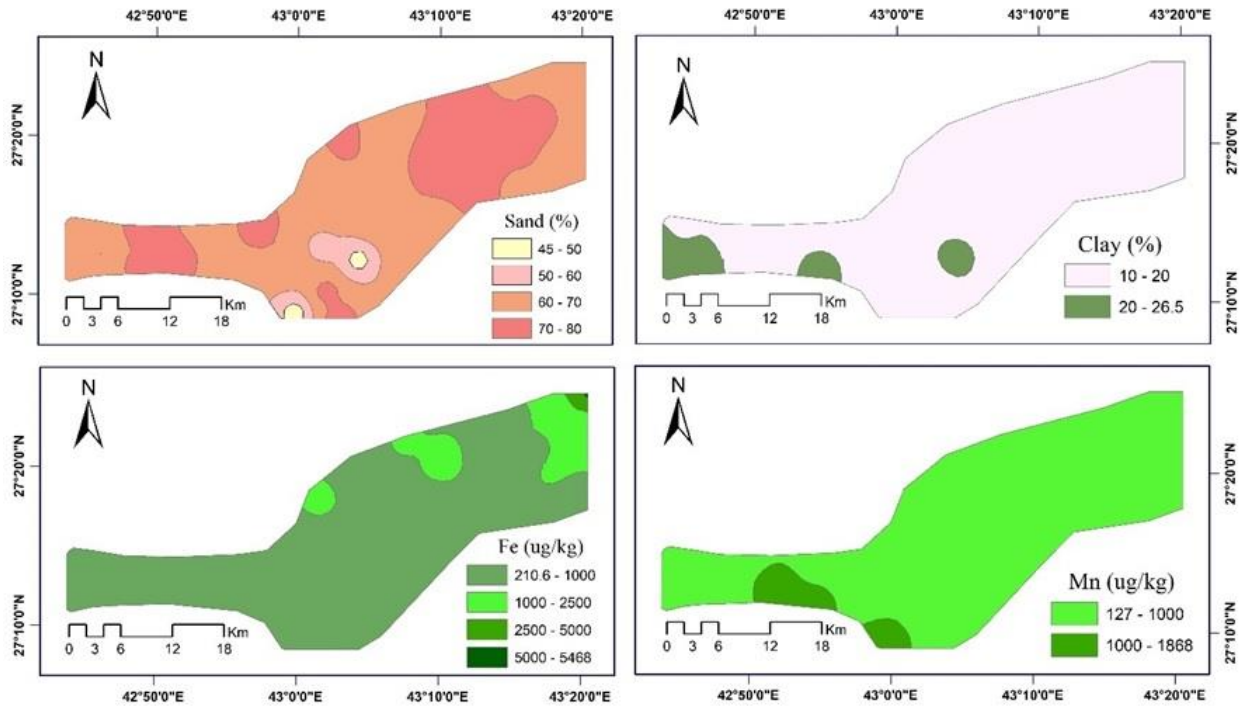 42°50'0"E 43°0'0"E 43°10'0"E 43°20'0"E
42°50'0"E 43°0'0"E 43°10'0"E 43°20'0"E
N
27°20'0"N
27°10'0"N
Sand (%)
45 - 50
50 - 60
60 - 70
70 - 80
Km
0 3 6 12 18
N
27°20'0"N
27°10'0"N
Clay (%)
10 - 20
20 - 26.5
Km
0 3 6 12 18
N
27°20'0"N
27°10'0"N
Fe (ug/kg)
210.6 - 1000
1000 - 2500
2500 - 5000
5000 - 5468
Km
0 3 6 12 18
N
27°20'0"N
27°10'0"N
Mn (ug/kg)
127 - 1000
1000 - 1868
Km
0 3 6 12 18
42°50'0"E 43°0'0"E 43°10'0"E 43°20'0"E
42°50'0"E 43°0'0"E 43°10'0"E 43°20'0"E